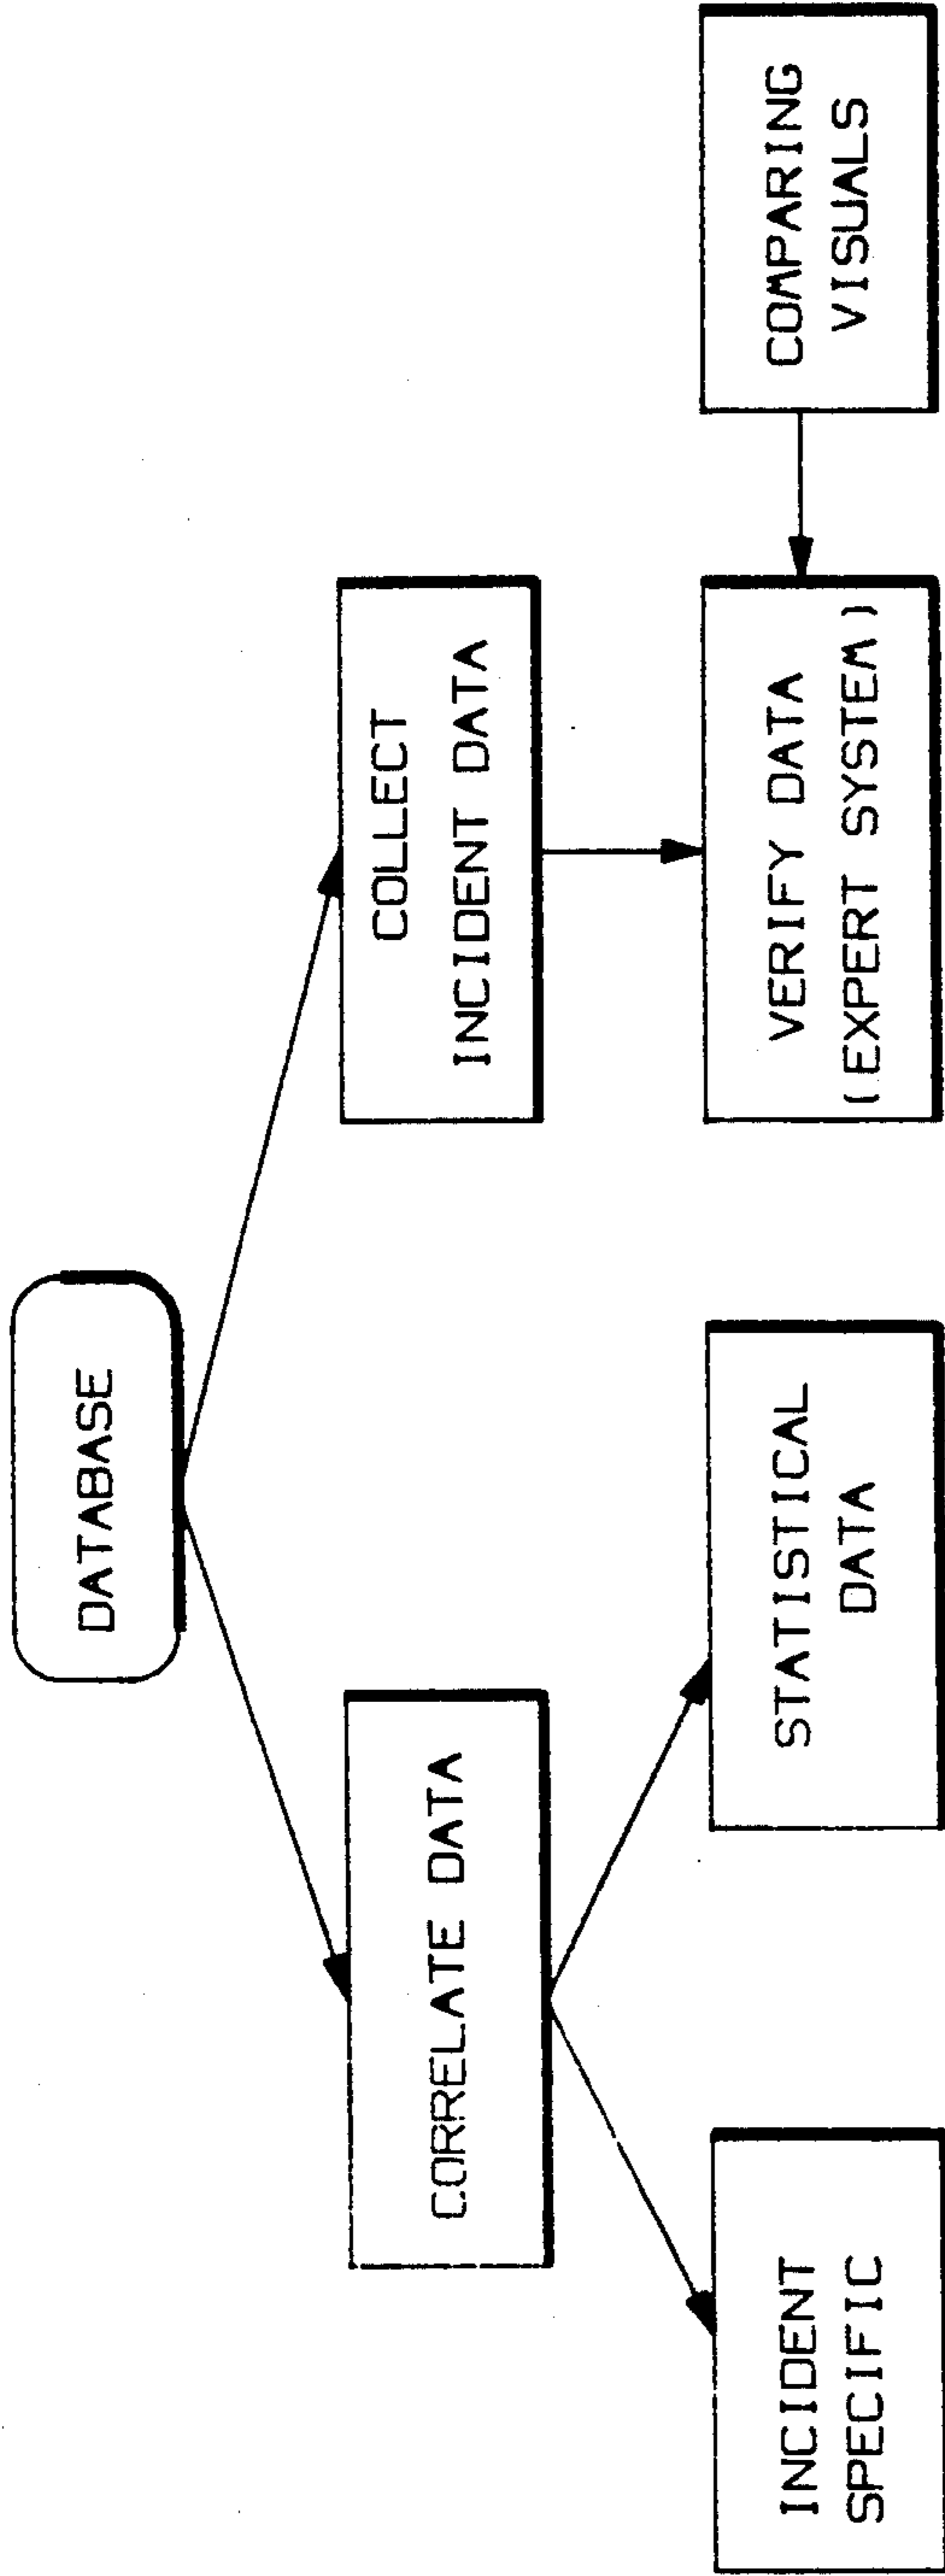 DATABASE
CORRELATE DATA
COLLECT
INCIDENT DATA
INCIDENT
SPECIFIC
STATISTICAL
DATA
VERIFY DATA
(EXPERT SYSTEM)
COMPARING
VISUALS